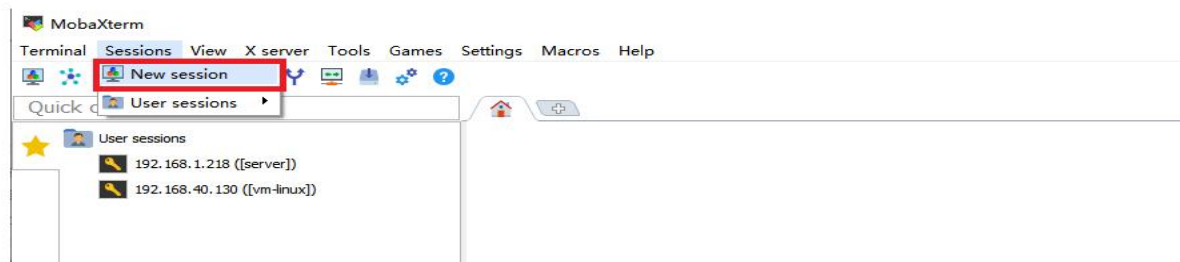 MobaXterm
Terminal Sessions View X server Tools Games Settings Macros Help
New session
Quick c
User sessions
User sessions
192.168.1.218 ([server])
192.168.40.130 ([vm-linux])